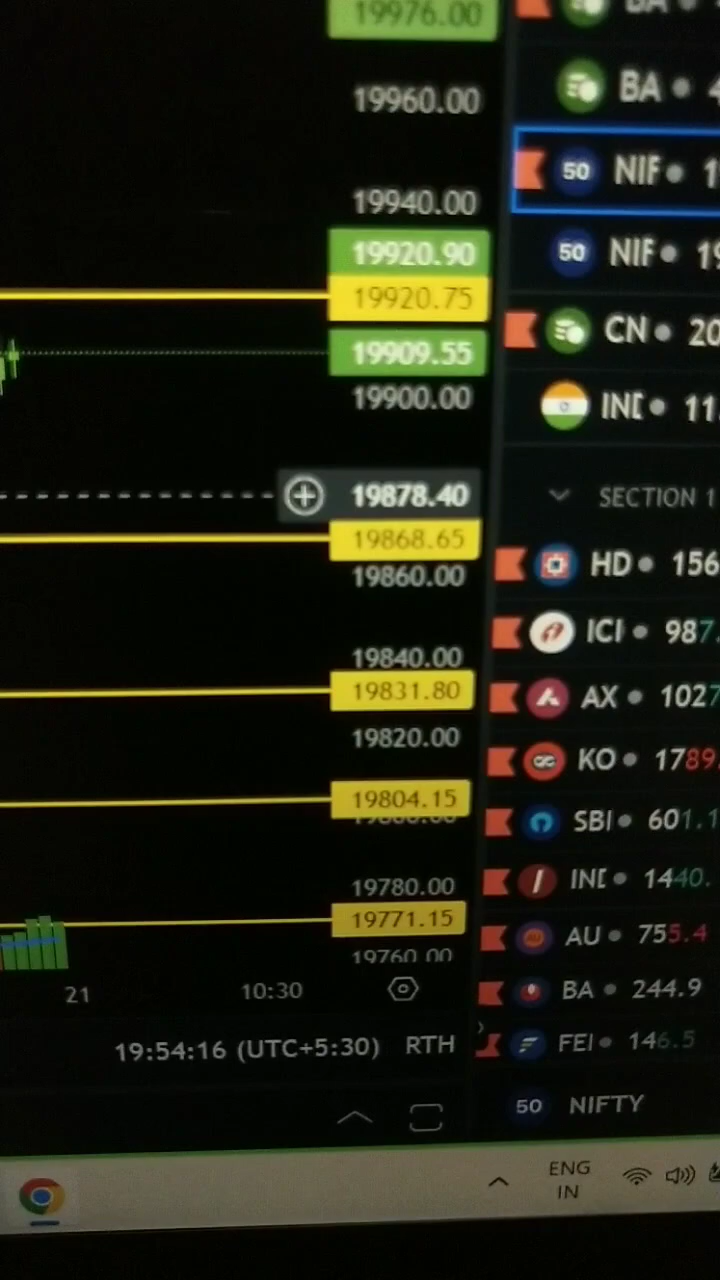 19976.00
19960.00
19940.00
19920.90
19920.75
19909.55
19900.00
19878.40
19868.65
19860.00
19840.00
19831.80
19820.00
19804.15
19780.00
19771.15
19760.00
21 10:30
19:54:16 (UTC+5:30) RTH
BA
BA 4
50 NIF 1
50 NIF 19
CN 20
IND 11
SECTION 1
HD 156
ICI 987.
AX 1027
KO 1789.
SBI 601.1
IND 1440.
AU 755.4
BA 244.9
FEI 146.5
50 NIFTY
ENG
IN